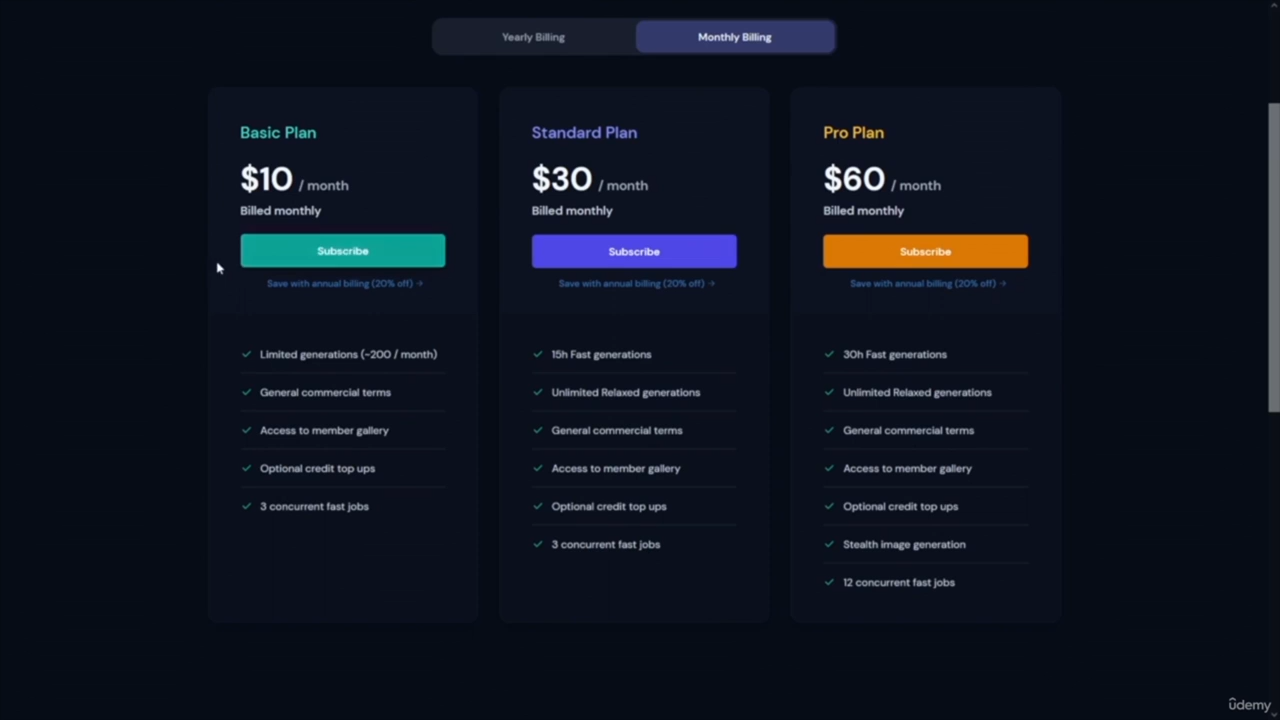 Yearly Billing
Monthly Billing
Basic Plan
$10 / month
Billed monthly
Subscribe
Save with annual billing (20% off) →
Limited generations (~200 / month)
General commercial terms
Access to member gallery
Optional credit top ups
3 concurrent fast jobs
Standard Plan
$30 / month
Billed monthly
Subscribe
Save with annual billing (20% off) →
15h Fast generations
Unlimited Relaxed generations
General commercial terms
Access to member gallery
Optional credit top ups
3 concurrent fast jobs
Pro Plan
$60 / month
Billed monthly
Subscribe
Save with annual billing (20% off) →
30h Fast generations
Unlimited Relaxed generations
General commercial terms
Access to member gallery
Optional credit top ups
Stealth image generation
12 concurrent fast jobs
ûdemy